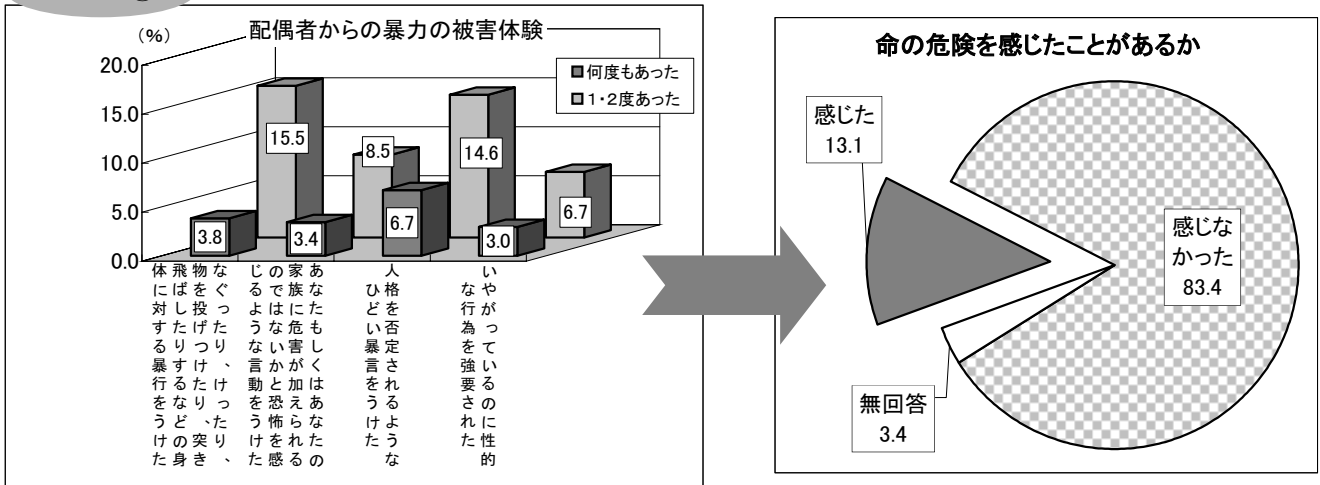 配偶者からの暴力の被害体験
(%)
20.0
15.0
10.0
5.0
0.0
■何度もあった
□1・2度あった
15.5
8.5
14.6
6.7
3.8
3.4
6.7
3.0
なぐったり、けったり、
物を投げつけたり、突き
飛ばしたりするなどの身
体に対する暴行をうけた
あなたもしくはあなたの
家族に危害が加えられる
のではないかと恐怖を感
じるような言動をうけた
人格を否定されるような
ひどい暴言をうけた
いやがっているのに性的
な行為を強要された
命の危険を感じたことがあるか
感じた
13.1
感じな
かった
83.4
無回答
3.4